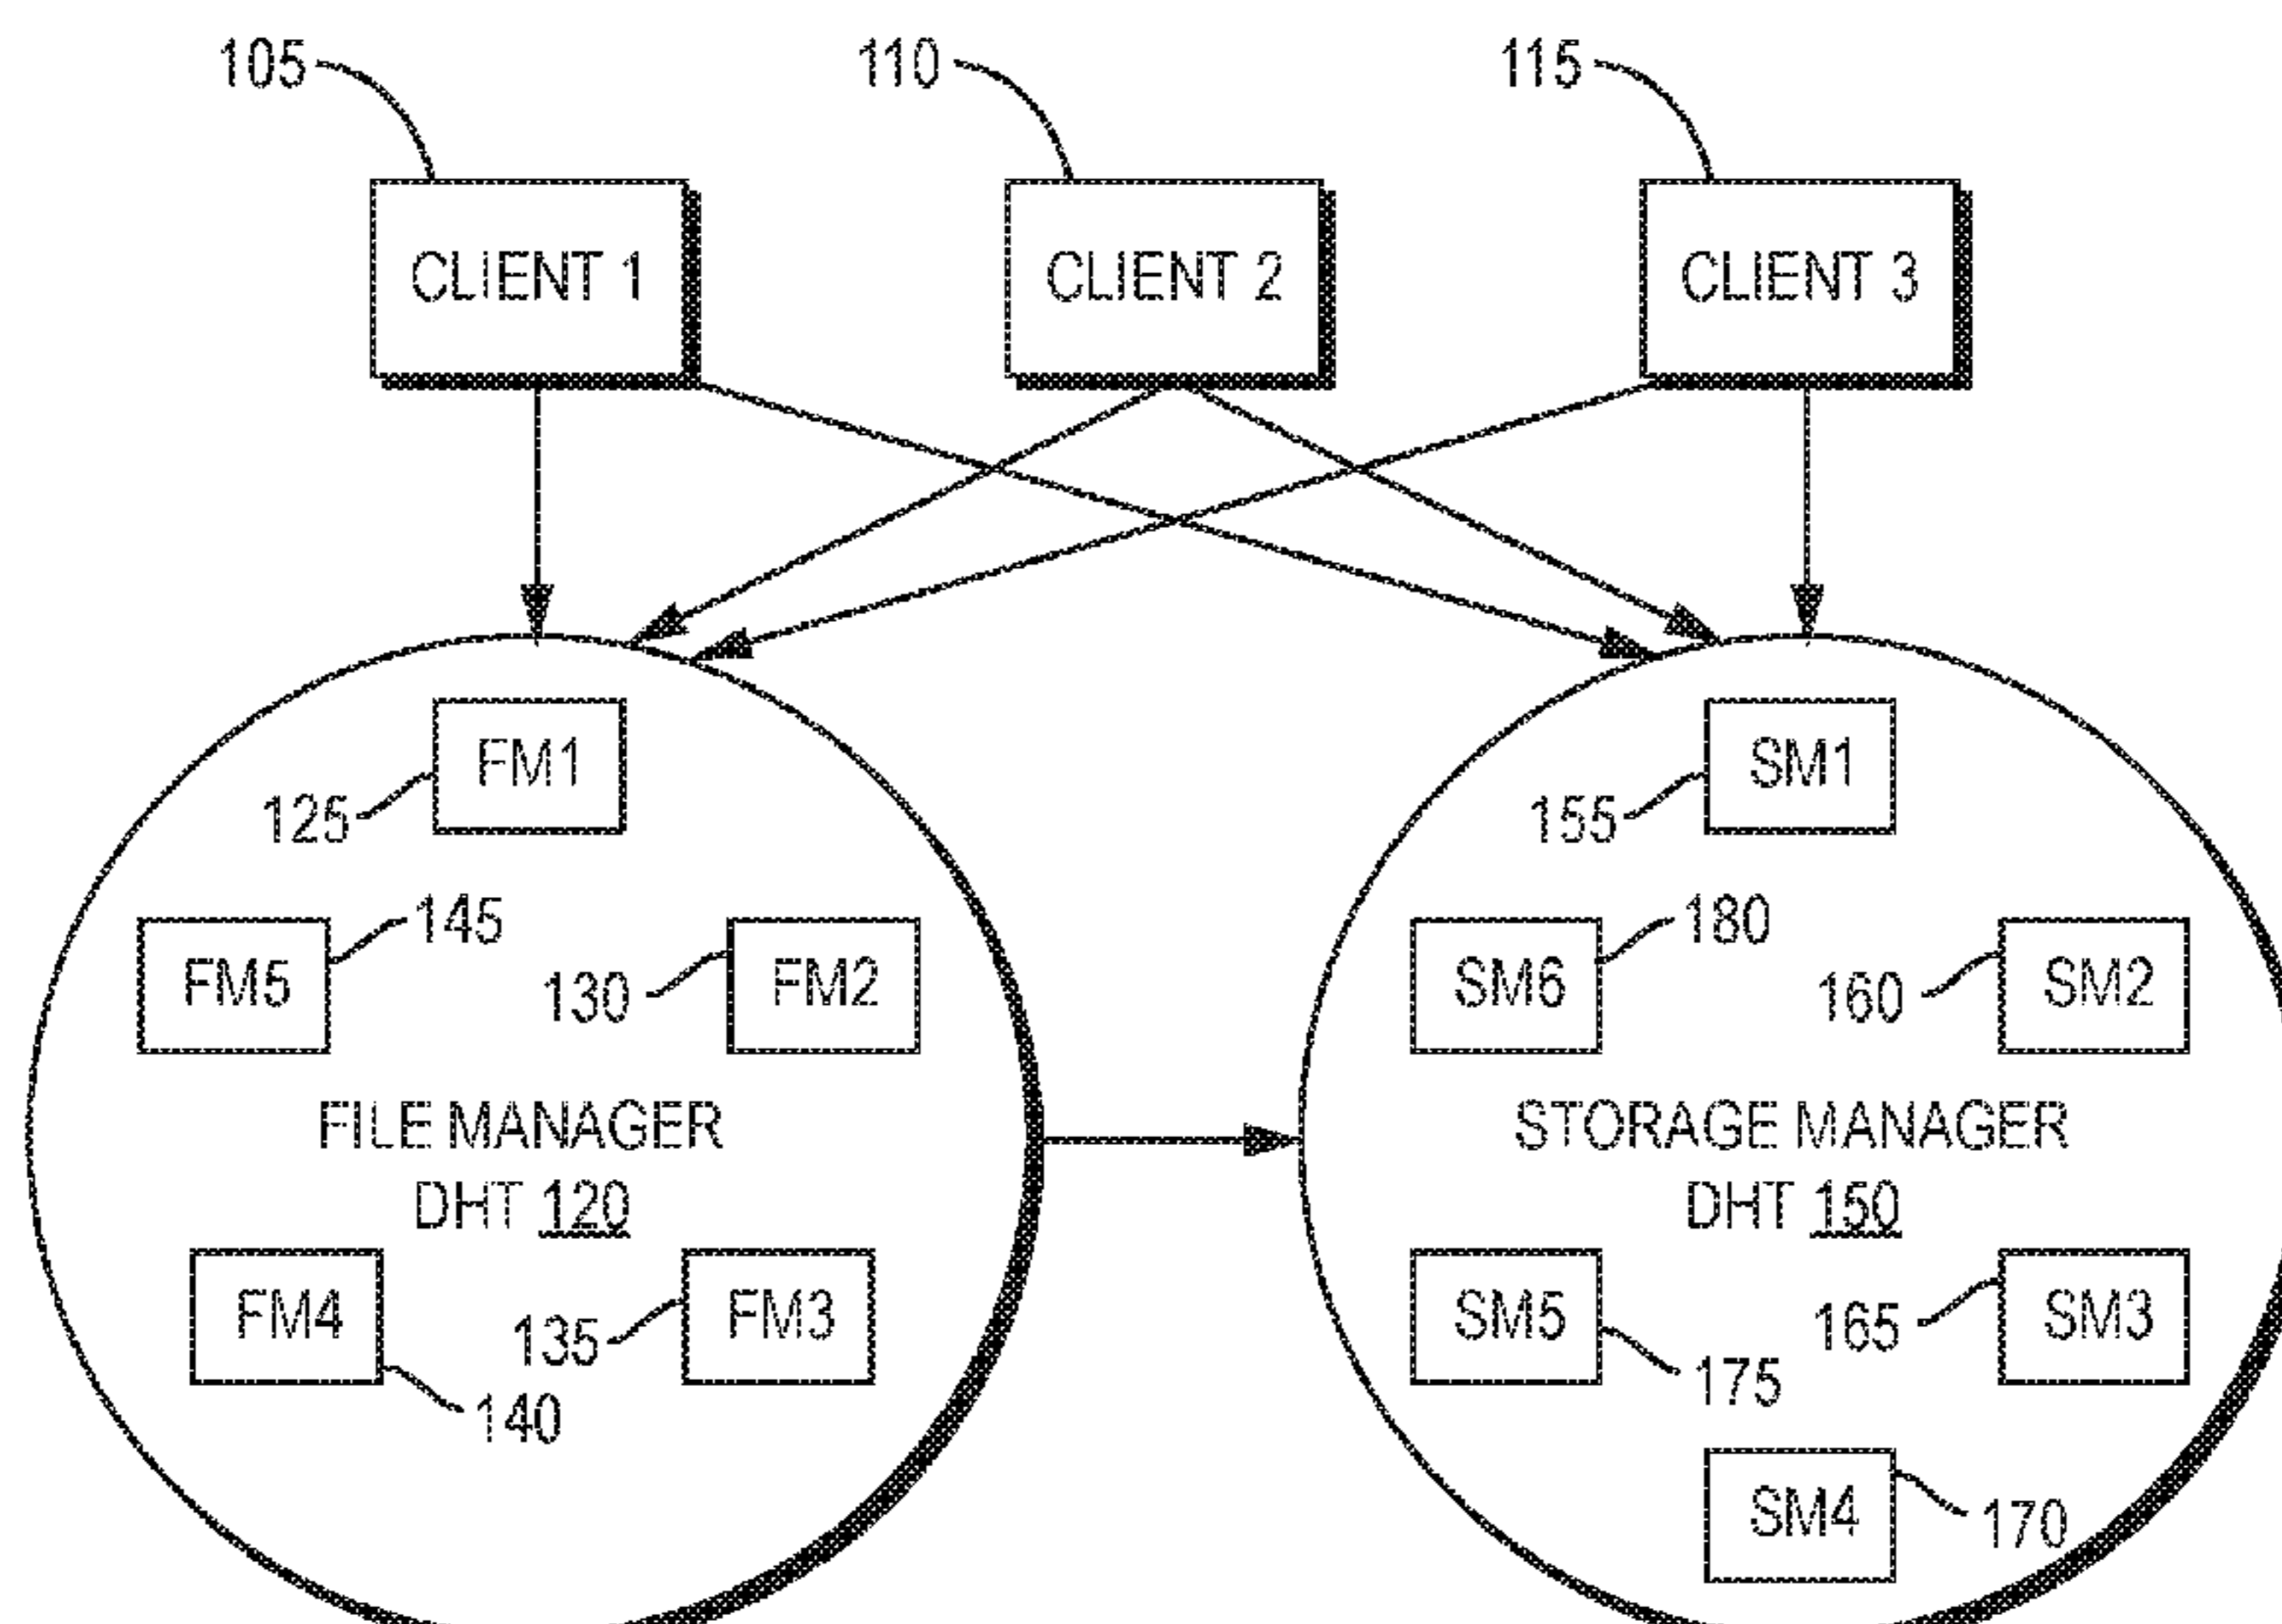 105
110
115
CLIENT 1
CLIENT 2
CLIENT 3
FM1
125
SM1
155
FM5
145
130
FM2
SM6
180
160
SM2
FILE MANAGER
DHT 120
STORAGE MANAGER
DHT 150
FM4
140
135
FM3
SM5
175
165
SM3
SM4
170